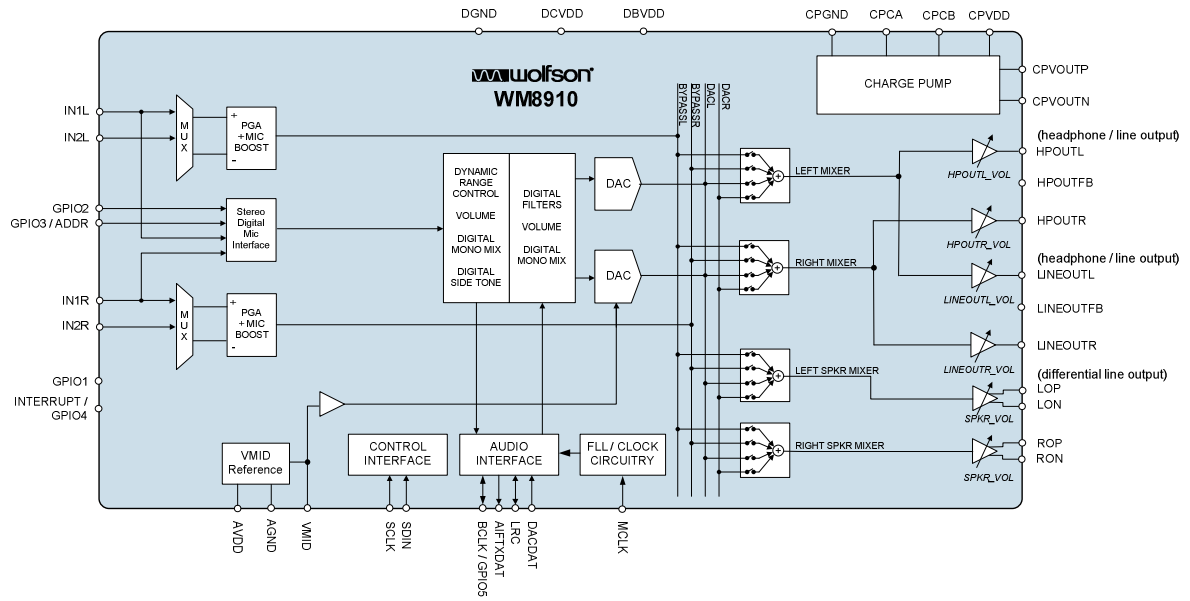 DGND
DCVDD
DBVDD
CPGND
CPCA
CPCB
CPVDD
wolfson
WM8910
CHARGE PUMP
CPVOUTP
CPVOUTN
IN1L
IN2L
M
U
X
+
PGA
+MIC
BOOST
-
BYPASSL
BYPASSR
DACL
DACR
(headphone / line output)
HPOUTL
HPOUTL_VOL
HPOUTFB
LEFT MIXER
GPIO2
GPIO3 / ADDR
Stereo
Digital
Mic
Interface
DYNAMIC
RANGE
CONTROL
VOLUME
DIGITAL
MONO MIX
DIGITAL
SIDE TONE
DIGITAL
FILTERS
VOLUME
DIGITAL
MONO MIX
DAC
DAC
HPOUTR
HPOUTR_VOL
RIGHT MIXER
(headphone / line output)
LINEOUTL
LINEOUTL_VOL
LINEOUTFB
IN1R
IN2R
M
U
X
+
PGA
+MIC
BOOST
-
LINEOUTR
LINEOUTR_VOL
GPIO1
INTERRUPT /
GPIO4
LEFT SPKR MIXER
(differential line output)
LOP
LON
SPKR_VOL
VMID
Reference
CONTROL
INTERFACE
AUDIO
INTERFACE
FLL / CLOCK
CIRCUITRY
RIGHT SPKR MIXER
ROP
RON
SPKR_VOL
AVDD
AGND
VMID
SCLK
SDIN
BCLK / GPIO5
AIFTXDAT
LRC
DACDAT
MCLK